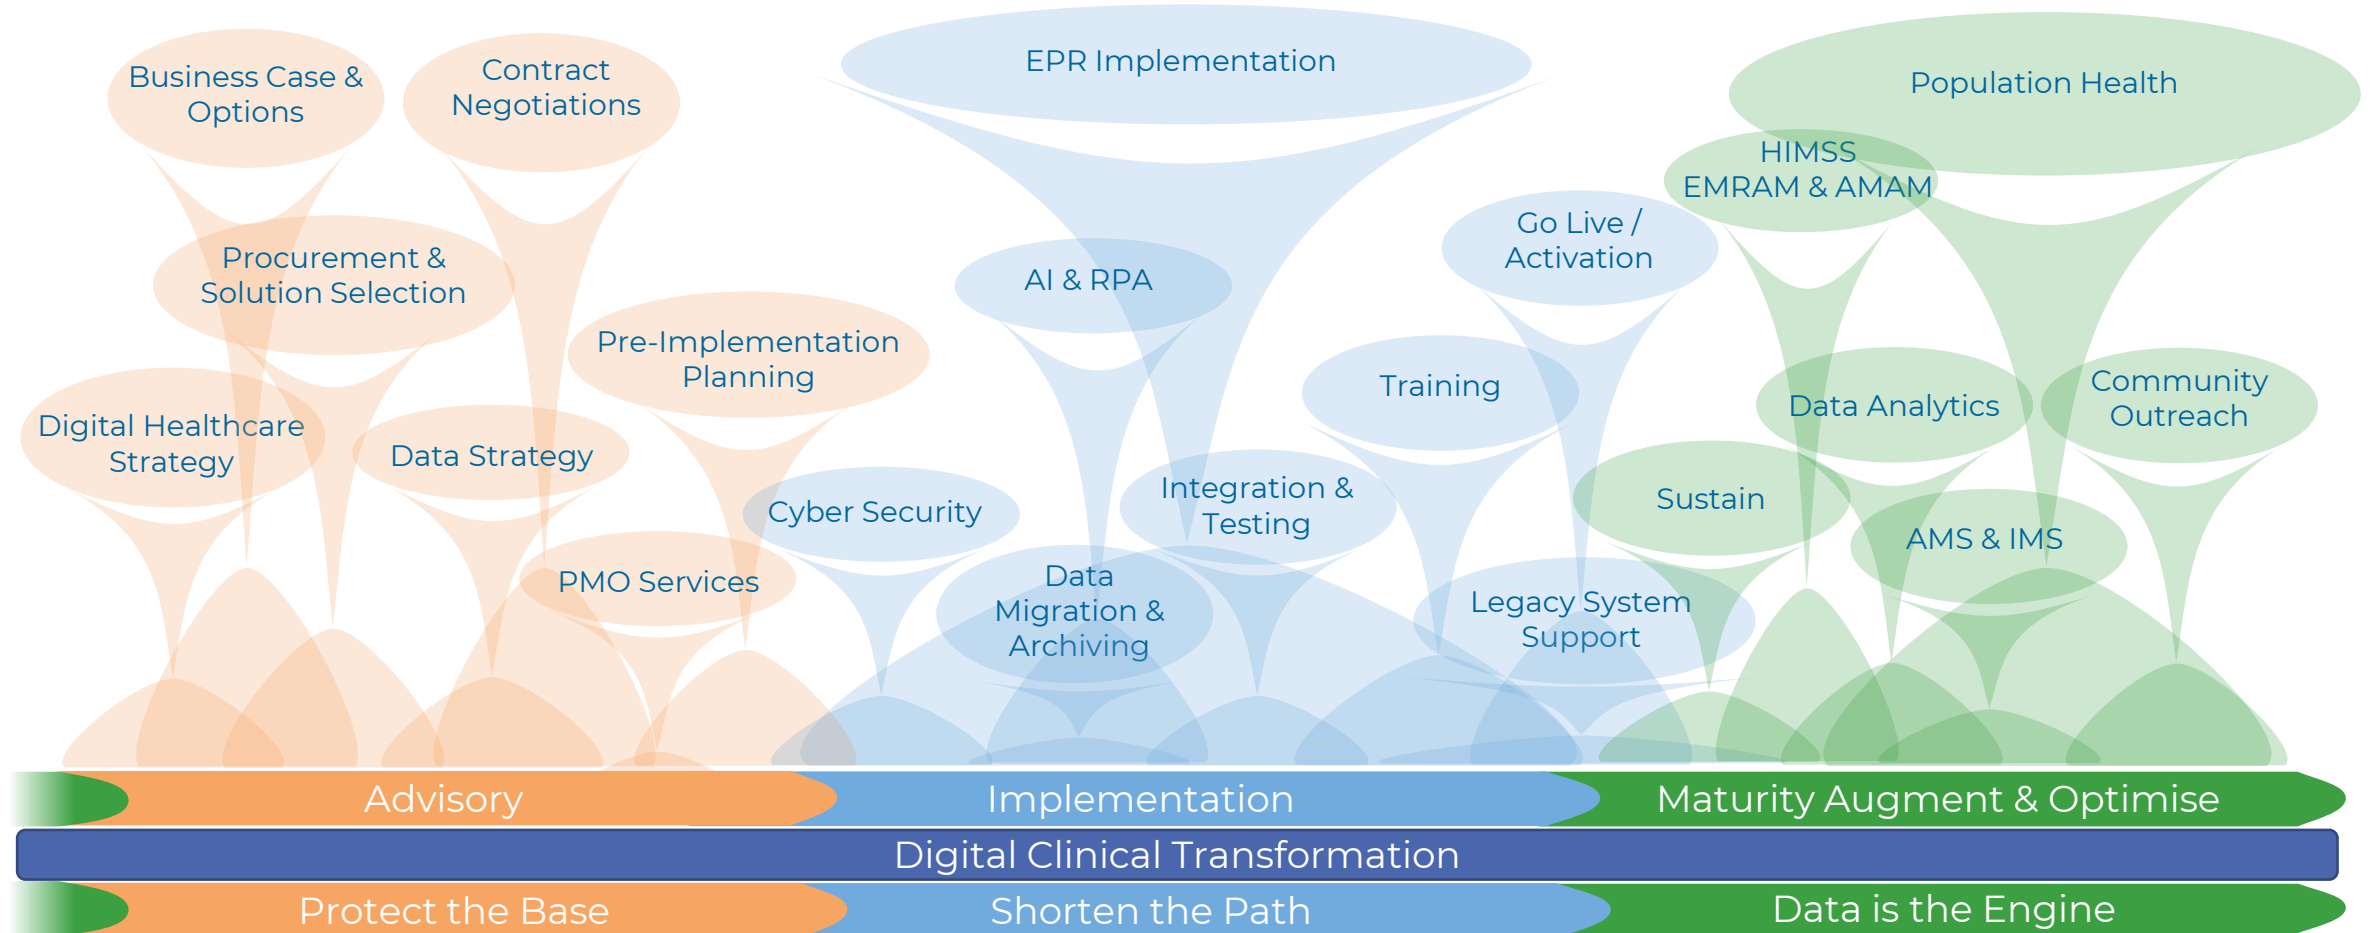 Business Case &
Options
Contract
Negotiations
EPR Implementation
Population Health
HIMSS
EMRAM & AMAM
Procurement &
Solution Selection
AI & RPA
Go Live /
Activation
Pre-Implementation
Planning
Training
Data Analytics
Community
Outreach
Digital Healthcare
Strategy
Data Strategy
Cyber Security
Integration &
Testing
Sustain
AMS & IMS
PMO Services
Data
Migration &
Archiving
Legacy System
Support
Advisory
Implementation
Maturity Augment & Optimise
Digital Clinical Transformation
Protect the Base
Shorten the Path
Data is the Engine